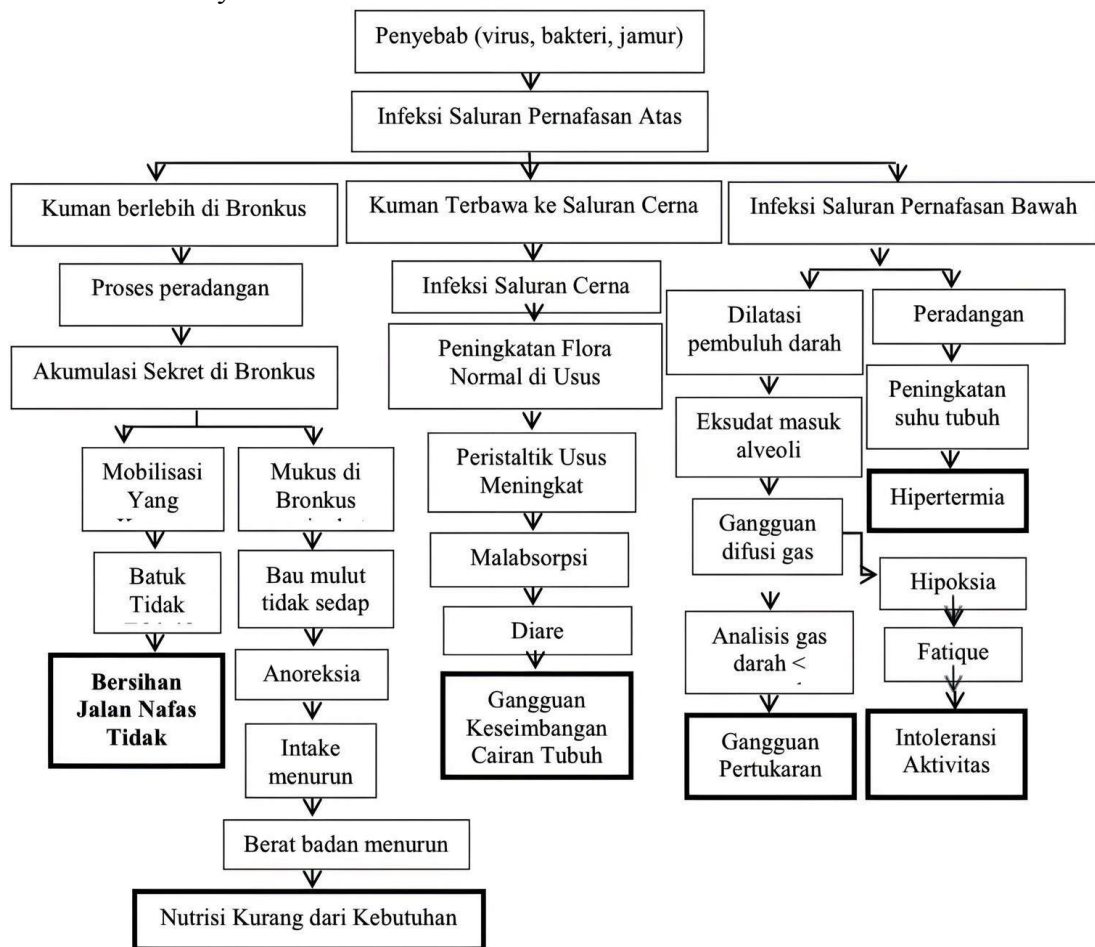 Penyebab (virus, bakteri, jamur)
Infeksi Saluran Pernafasan Atas
Kuman berlebih di Bronkus
Kuman Terbawa ke Saluran Cerna
Infeksi Saluran Pernafasan Bawah
Proses peradangan
Akumulasi Sekret di Bronkus
Mobilisasi
Yang
Batuk
Tidak
Bersihan
Jalan Nafas
Tidak
Mukus di
Bronkus
Bau mulut
tidak sedap
Anoreksia
Intake
menurun
Berat badan menurun
Nutrisi Kurang dari Kebutuhan
Infeksi Saluran Cerna
Peningkatan Flora
Normal di Usus
Peristaltik Usus
Meningkat
Malabsorpsi
Diare
Gangguan
Keseimbangan
Cairan Tubuh
Dilatasi
pembuluh darah
Eksudat masuk
alveoli
Gangguan
difusi gas
Analisis gas
darah <
Gangguan
Pertukaran
Peradangan
Peningkatan
suhu tubuh
Hipertermia
Hipoksia
Fatique
Intoleransi
Aktivitas